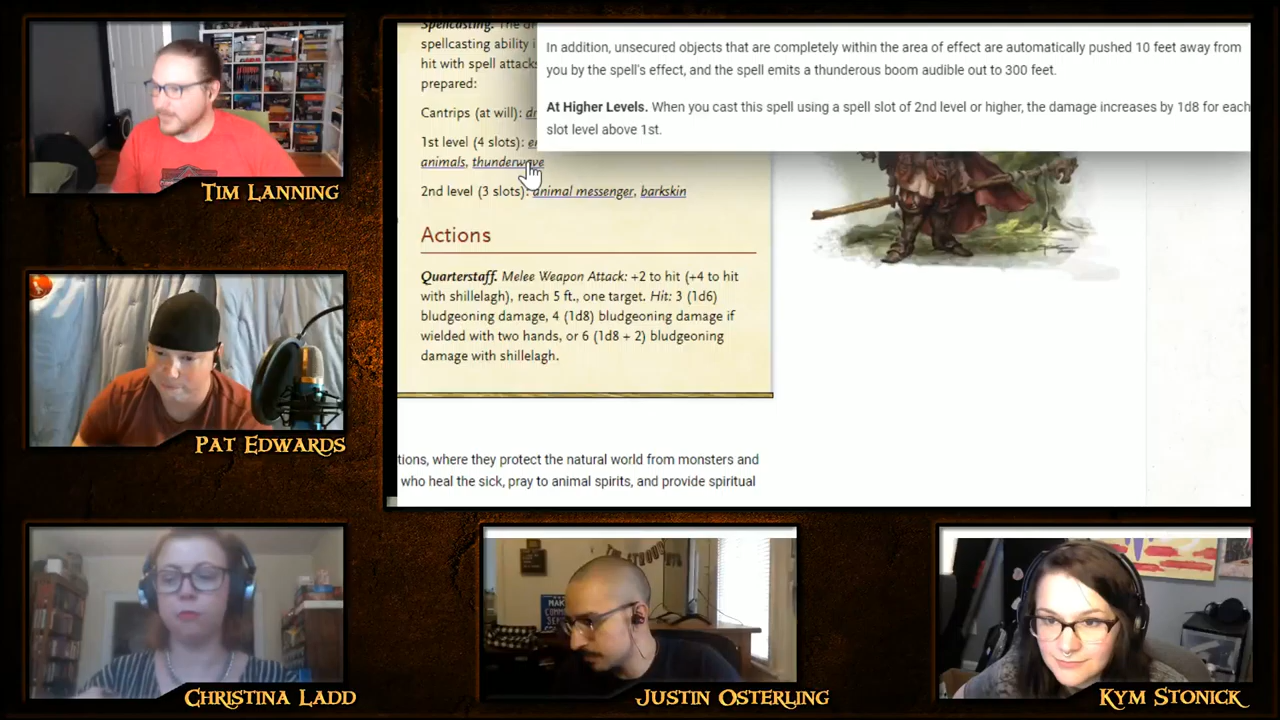 TIM LANNING
PAT EDWARDS
CHRISTINA LADD
JUSTIN OSTERLING
KYM STONICK
Spellcasting. The
spellcasting ability
hit with spell attacks
prepared:
Cantrips (at will):
1st level (4 slots):
animals, thunderwave
2nd level (3 slots): animal messenger, barkskin
Actions
Quarterstaff. Melee Weapon Attack: +2 to hit (+4 to hit
with shillelagh), reach 5 ft., one target. Hit: 3 (1d6)
bludgeoning damage, 4 (1d8) bludgeoning damage if
wielded with two hands, or 6 (1d8 + 2) bludgeoning
damage with shillelagh.
In addition, unsecured objects that are completely within the area of effect are automatically pushed 10 feet away from
you by the spell's effect, and the spell emits a thunderous boom audible out to 300 feet.
At Higher Levels. When you cast this spell using a spell slot of 2nd level or higher, the damage increases by 1d8 for each
slot level above 1st.
tions, where they protect the natural world from monsters and
who heal the sick, pray to animal spirits, and provide spiritual